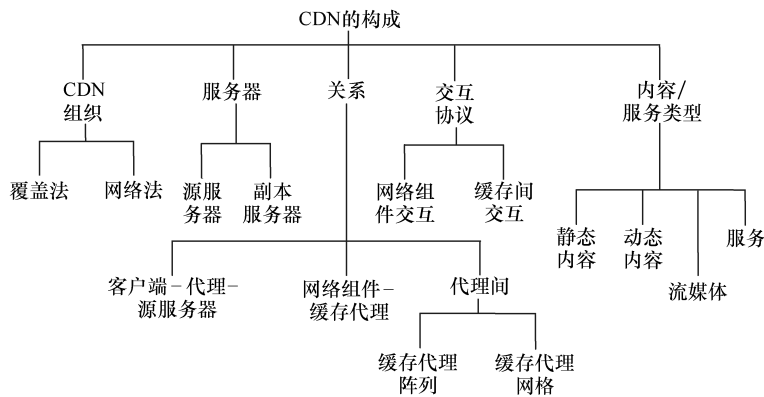 CDN的构成
CDN
组织
服务器
关系
交互
协议
内容/
服务类型
覆盖法
网络法
源服
务器
副本
服务器
网络组
件交互
缓存间
交互
静态
内容
动态
内容
流媒体
服务
客户端-代理-
源服务器
网络组件-
缓存代理
代理间
缓存代理
阵列
缓存代理
网格